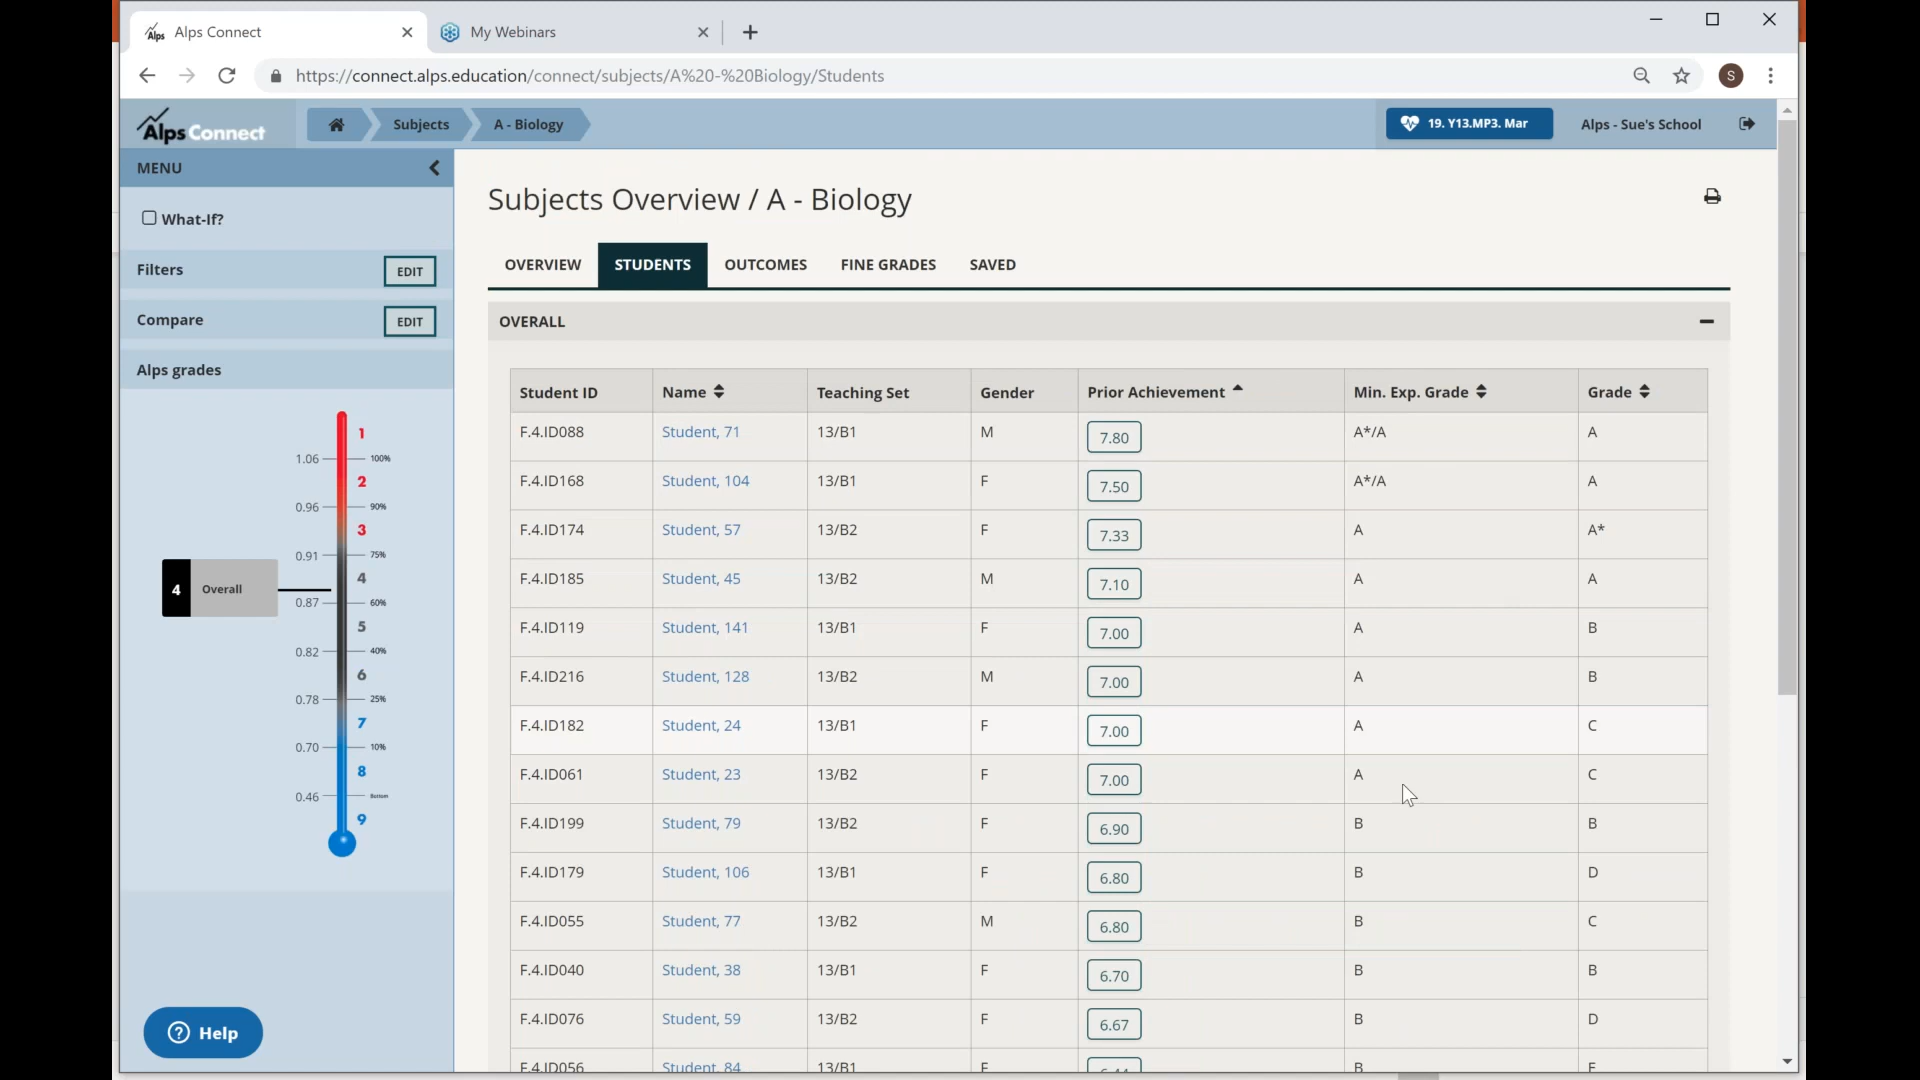 Alps Connect
My Webinars
https://connect.alps.education/connect/subjects/A%20-%20Biology/Students
S
Alps Connect
Subjects
A - Biology
19. Y13.MP3. Mar
Alps - Sue's School
MENU
What-If?
Filters
EDIT
Compare
EDIT
Alps grades
1
1.06
100%
2
0.96
90%
3
0.91
75%
4
4
Overall
0.87
60%
5
0.82
40%
6
0.78
25%
7
0.70
10%
8
0.46
Bottom
9
Help
Subjects Overview / A - Biology
OVERVIEW STUDENTS OUTCOMES FINE GRADES SAVED
OVERALL
Student ID Name Teaching Set Gender Prior Achievement Min. Exp. Grade Grade
F.4.ID088 Student, 71 13/B1 M 7.80 A*/A A
F.4.ID168 Student, 104 13/B1 F 7.50 A*/A A
F.4.ID174 Student, 57 13/B2 F 7.33 A A*
F.4.ID185 Student, 45 13/B2 M 7.10 A A
F.4.ID119 Student, 141 13/B1 F 7.00 A B
F.4.ID216 Student, 128 13/B2 M 7.00 A B
F.4.ID182 Student, 24 13/B1 F 7.00 A C
F.4.ID061 Student, 23 13/B2 F 7.00 A C
F.4.ID199 Student, 79 13/B2 F 6.90 B B
F.4.ID179 Student, 106 13/B1 F 6.80 B D
F.4.ID055 Student, 77 13/B2 M 6.80 B C
F.4.ID040 Student, 38 13/B1 F 6.70 B B
F.4.ID076 Student, 59 13/B2 F 6.67 B D
F.4.ID056 Student, 84 13/B1 F B